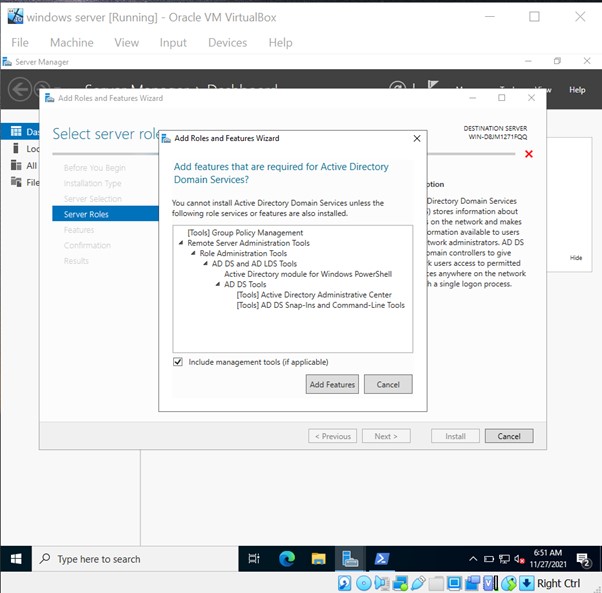 windows server [Running] - Oracle VM VirtualBox
File Machine View Input Devices Help
Server Manager
Help
Add Roles and Features Wizard
Select server role
DESTINATION SERVER
WIN-D8JM1271FQQ
Before You Begin
Installation Type
Server Selection
Server Roles
Features
Confirmation
Results
Add Roles and Features Wizard
Add features that are required for Active Directory
Domain Services?
You cannot install Active Directory Domain Services unless the
following role services or features are also installed.
[Tools] Group Policy Management
Remote Server Administration Tools
Role Administration Tools
AD DS and AD LDS Tools
Active Directory module for Windows PowerShell
AD DS Tools
[Tools] Active Directory Administrative Center
[Tools] AD DS Snap-Ins and Command-Line Tools
Include management tools (if applicable)
Add Features Cancel
ption
Directory Domain Services
) stores information about
s on the network and makes
ormation available to users
twork administrators. AD DS
omain controllers to give
k users access to permitted
ces anywhere on the network
h a single logon process.
Hide
Das
Loc
All
File
< Previous Next > Install Cancel
Type here to search
6:51 AM
11/27/2021
2
Right Ctrl